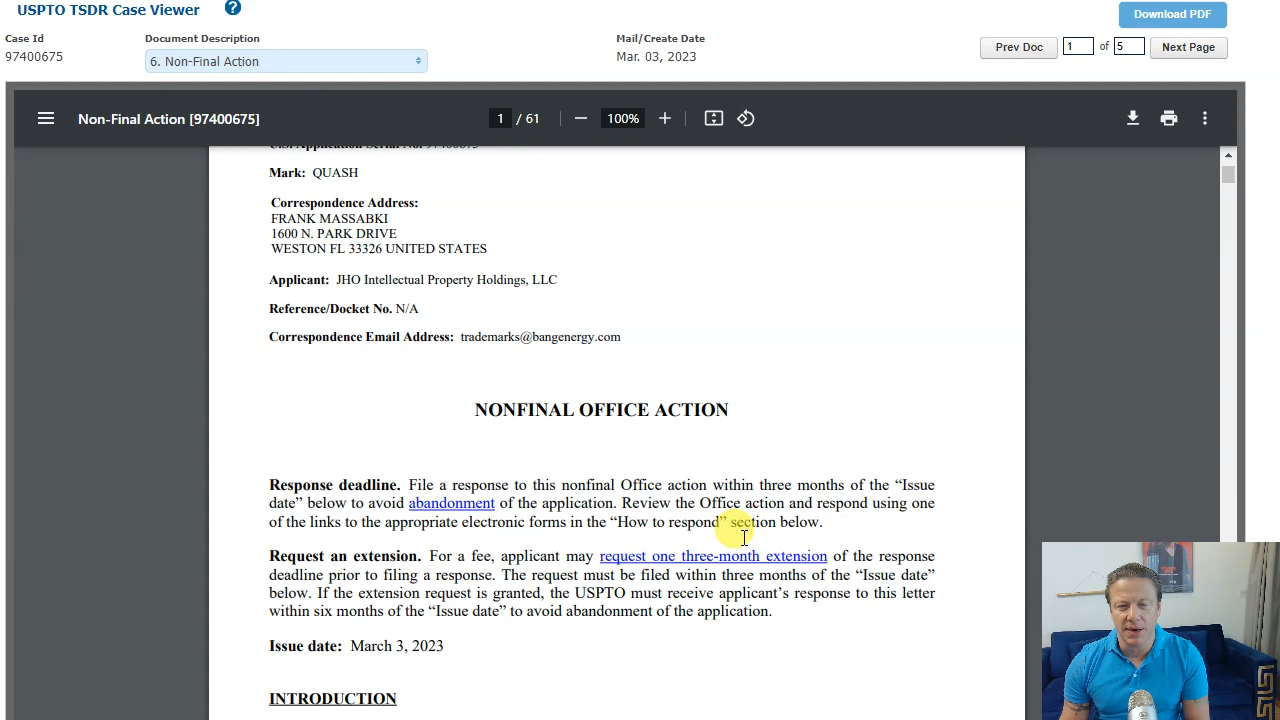 USPTO TSDR Case Viewer ?
Case Id Document Description Mail/Create Date
97400675 6. Non-Final Action Mar. 03, 2023
Download PDF
Prev Doc 1 of 5 Next Page
Non-Final Action [97400675] 1 / 61 100%
U.S. Application Serial No. 97400675
Mark: QUASH
Correspondence Address:
FRANK MASSABKI
1600 N. PARK DRIVE
WESTON FL 33326 UNITED STATES
Applicant: JHO Intellectual Property Holdings, LLC
Reference/Docket No. N/A
Correspondence Email Address: trademarks@bangenergy.com
NONFINAL OFFICE ACTION
Response deadline. File a response to this nonfinal Office action within three months of the “Issue
date” below to avoid abandonment of the application. Review the Office action and respond using one
of the links to the appropriate electronic forms in the “How to respond” section below.
Request an extension. For a fee, applicant may request one three-month extension of the response
deadline prior to filing a response. The request must be filed within three months of the “Issue date”
below. If the extension request is granted, the USPTO must receive applicant’s response to this letter
within six months of the “Issue date” to avoid abandonment of the application.
Issue date: March 3, 2023
INTRODUCTION